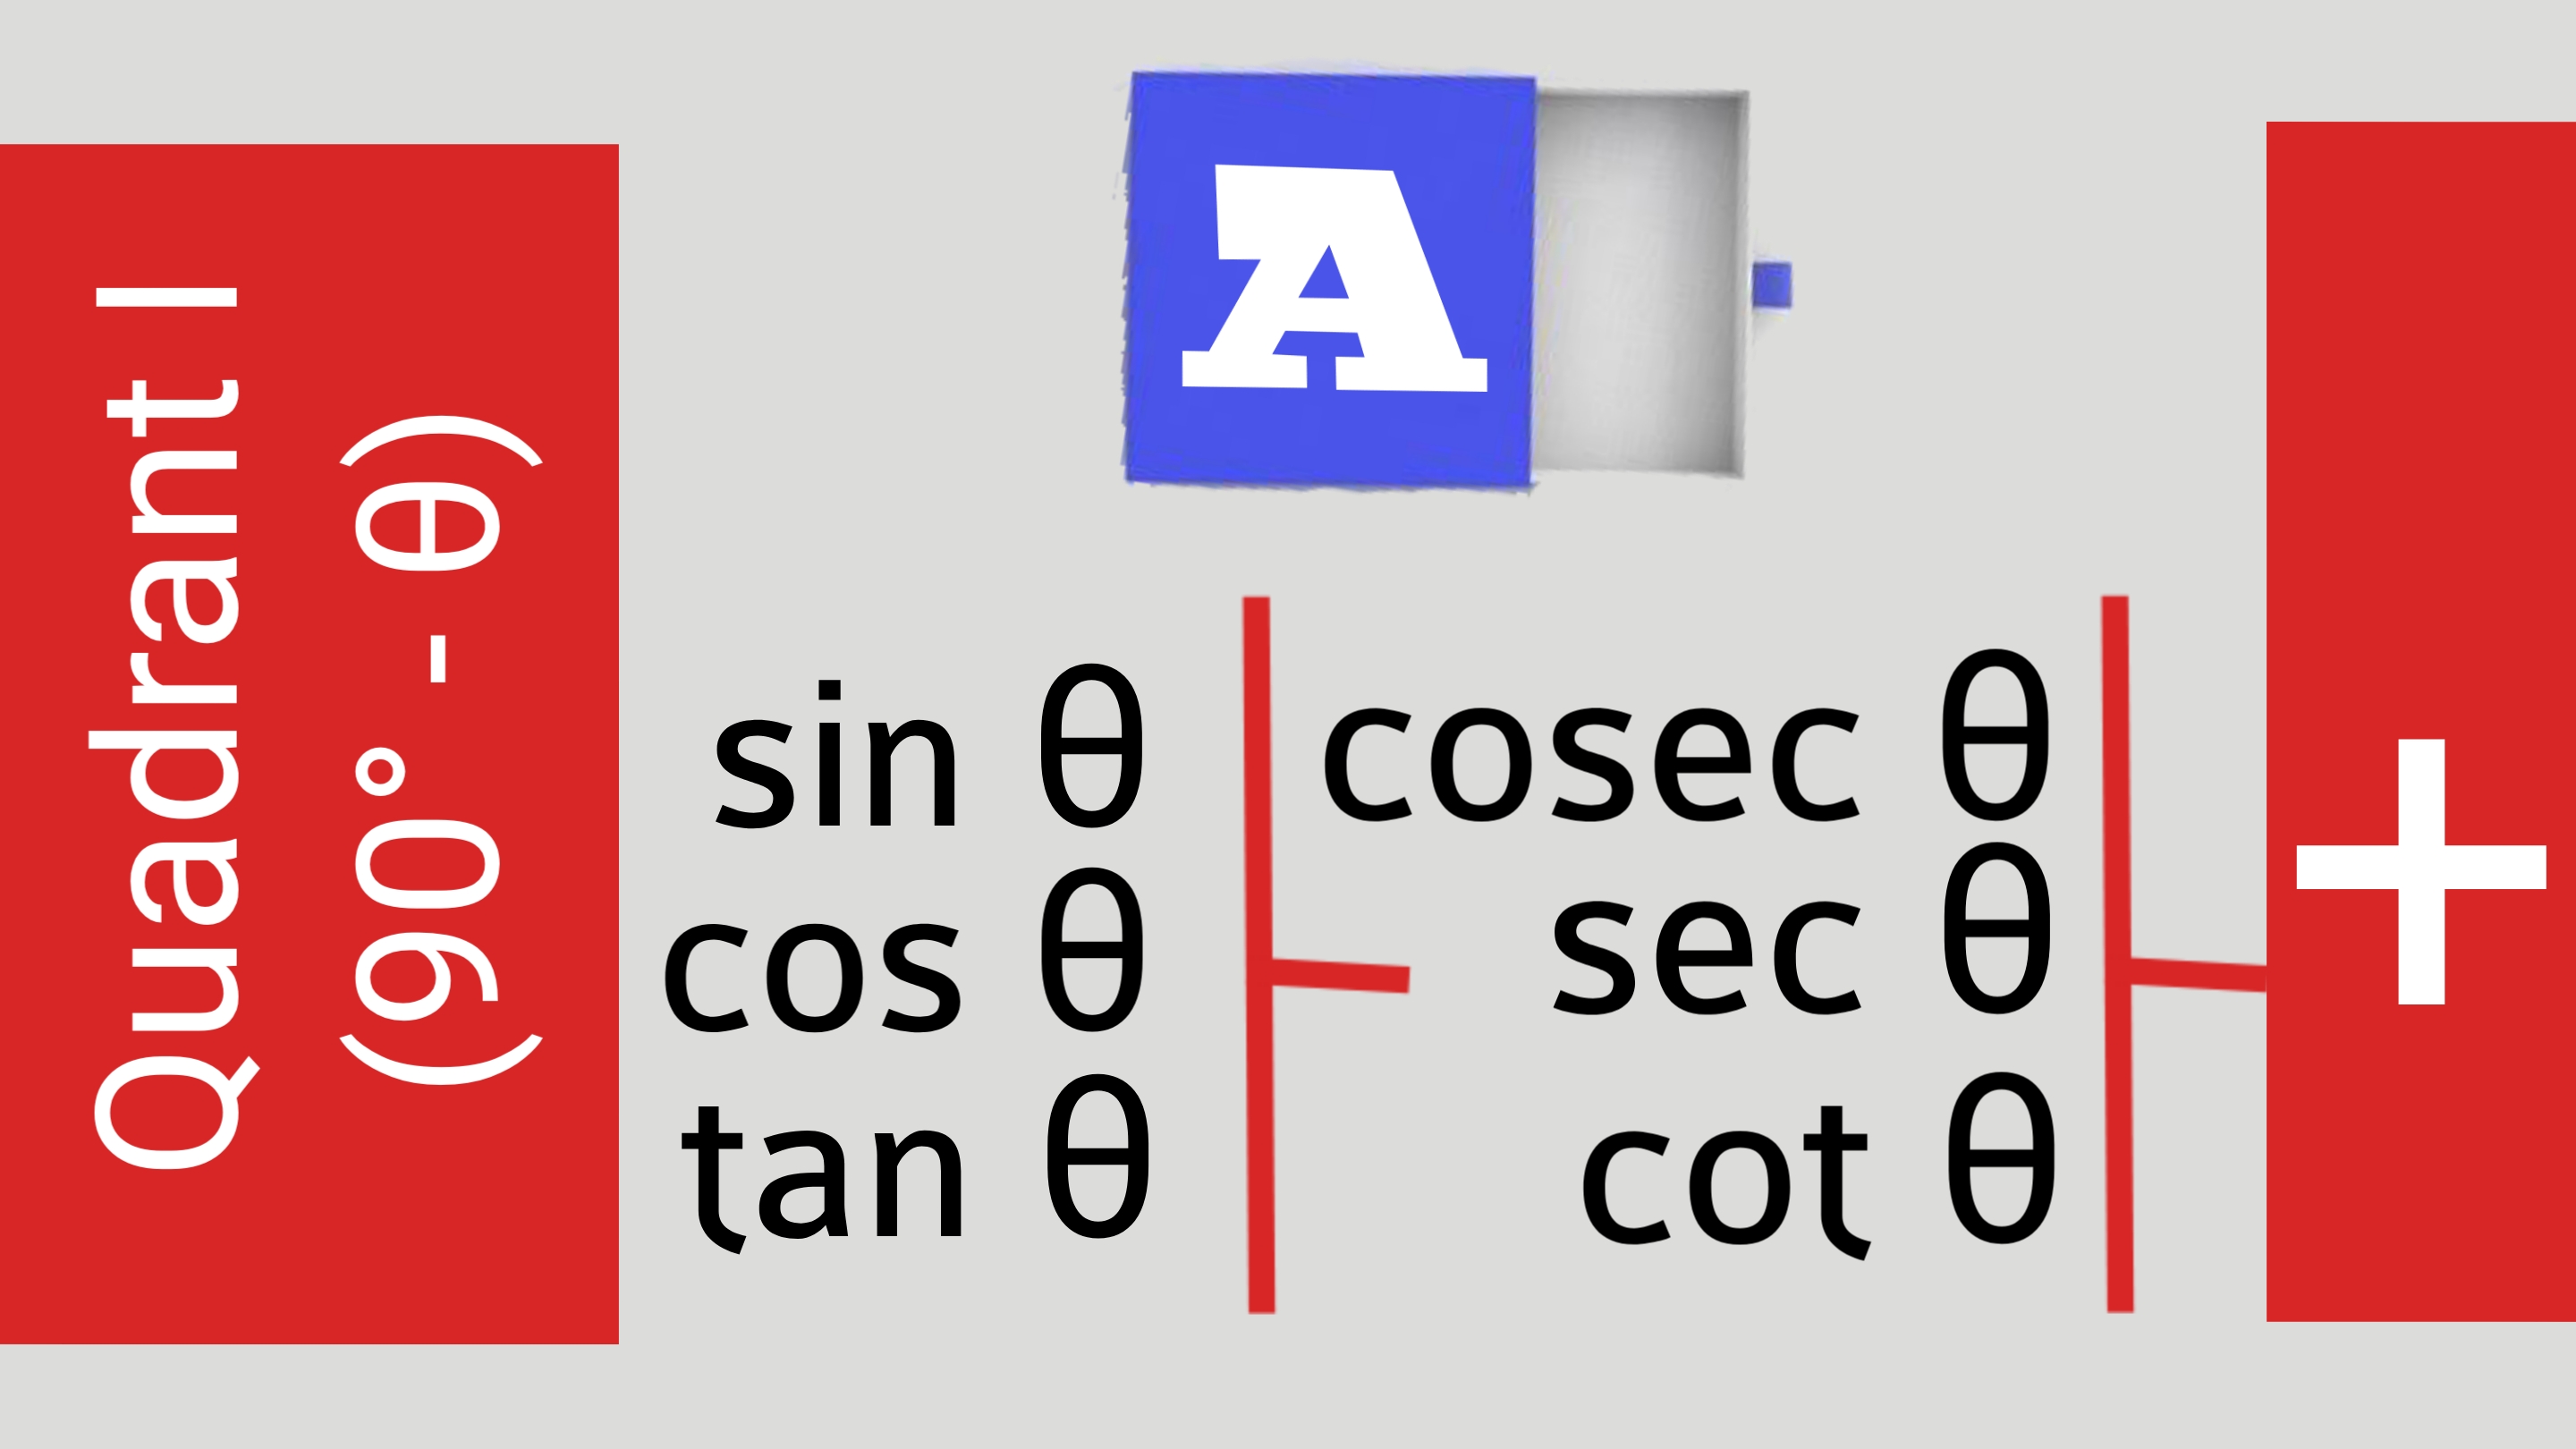 Quadrant I
(90° - θ)
A
sin θ
cos θ
tan θ
cosec θ
sec θ
cot θ
+